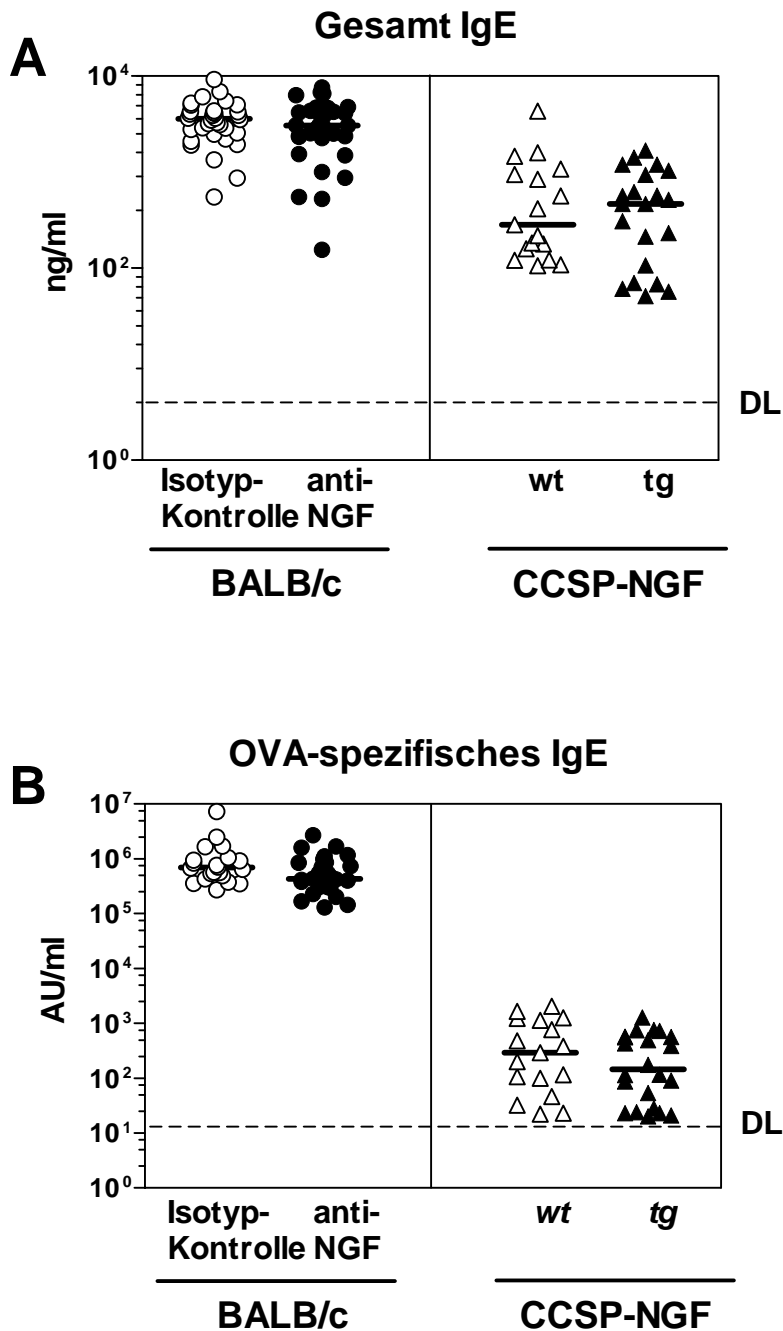 Gesamt IgE
A
10⁴
ng/ml
10²
DL
10⁰
Isotyp- anti- wt tg
Kontrolle NGF
BALB/c CCSP-NGF
OVA-spezifisches IgE
B
10⁷
10⁶
10⁵
10⁴
AU/ml
10³
10²
DL
10¹
10⁰
Isotyp- anti- wt tg
Kontrolle NGF
BALB/c CCSP-NGF